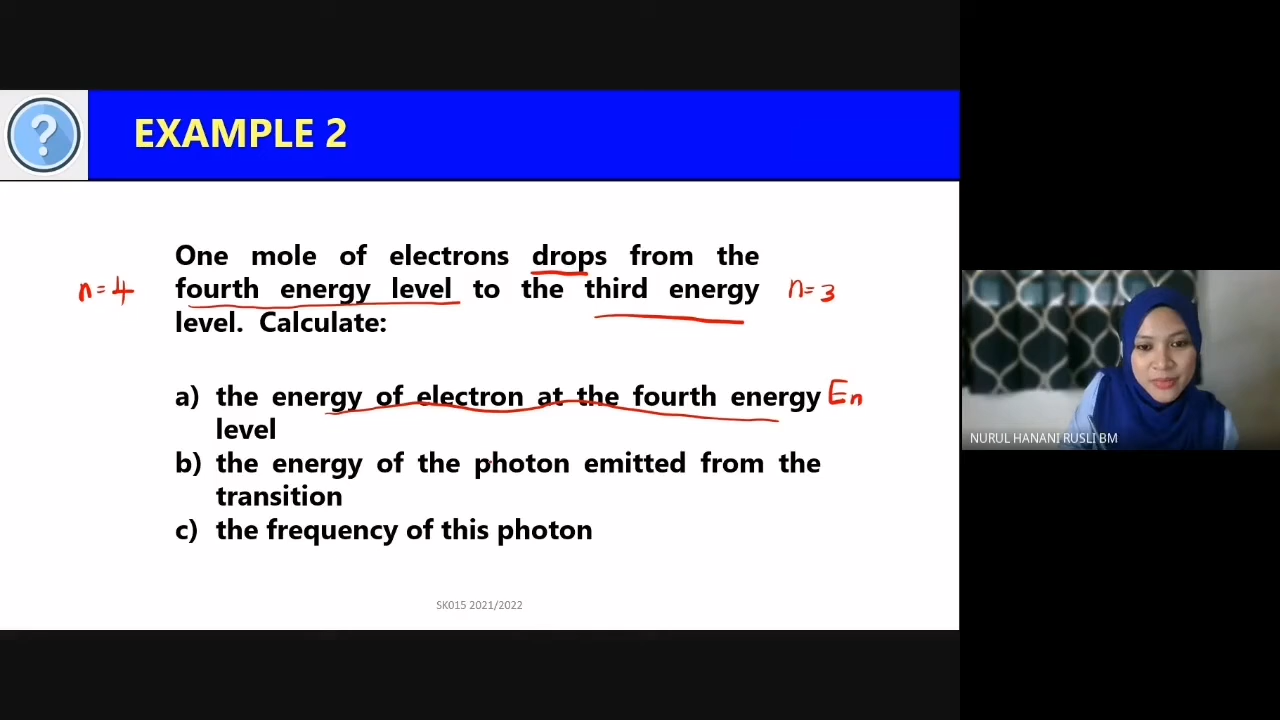 EXAMPLE 2
One mole of electrons drops from the
n=4 fourth energy level to the third energy n=3
level. Calculate:
a) the energy of electron at the fourth energy En
level
b) the energy of the photon emitted from the
transition
c) the frequency of this photon
SK015 2021/2022
NURUL HANANI RUSLI BM